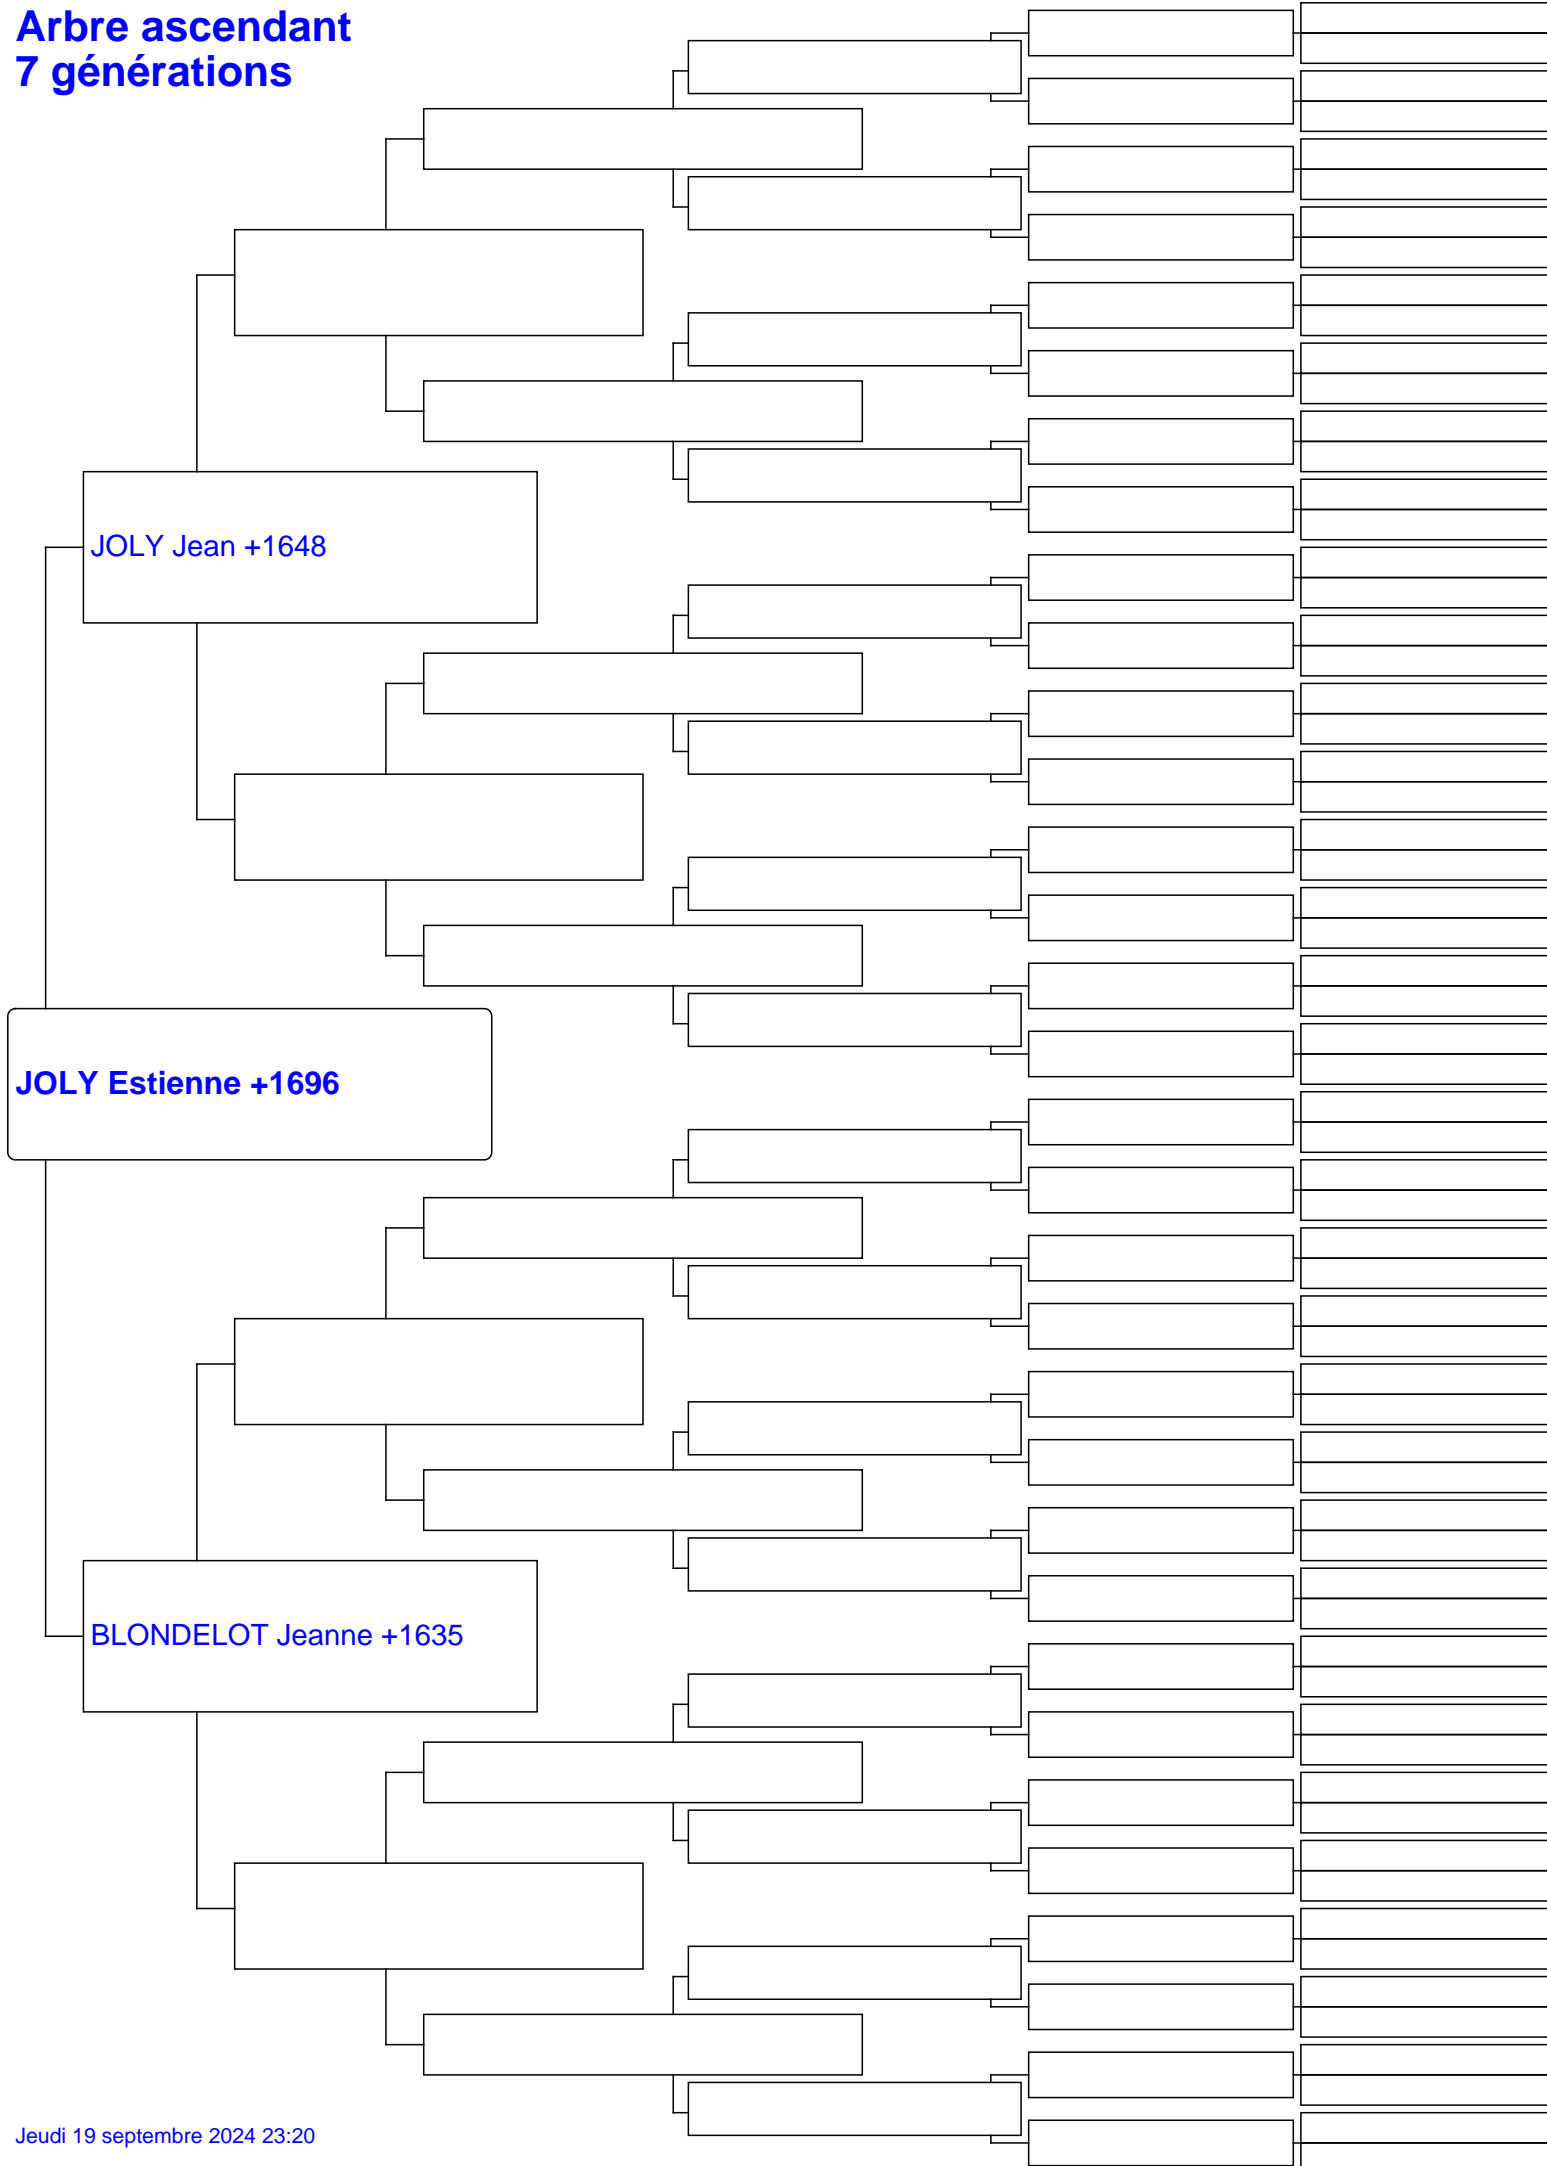 Arbre ascendant
7 générations
JOLY Jean +1648
JOLY Estienne +1696
BLONDELOT Jeanne +1635
Jeudi 19 septembre 2024 23:20